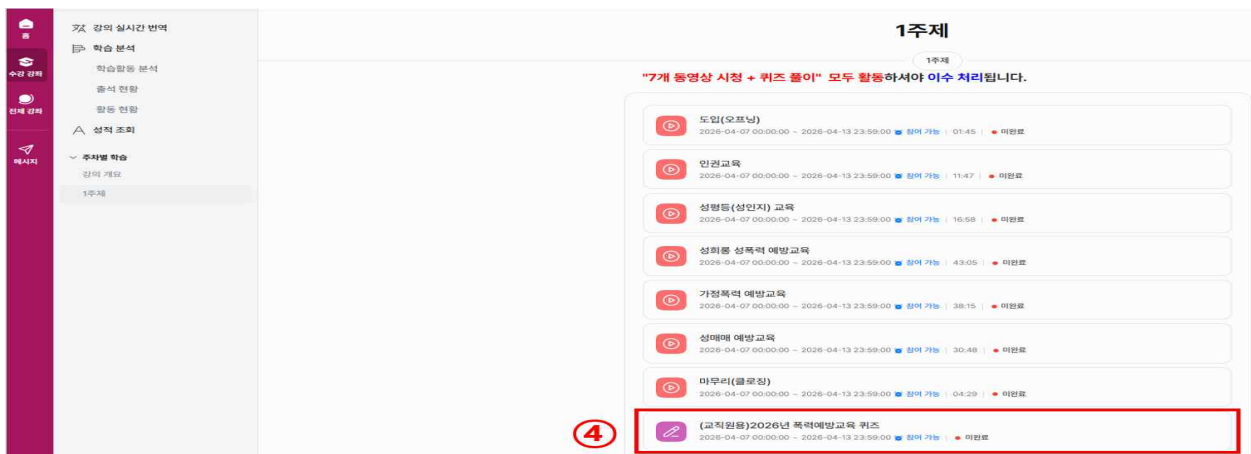 홈
수강 강좌
전체 강좌
메시지
강의 실시간 번역
학습 분석
학습활동 분석
출석 현황
활동 현황
성적 조회
주차별 학습
강의 개요
1주제
1주제
1주제
"7개 동영상 시청 + 퀴즈 풀이" 모두 활동하셔야 이수 처리됩니다.
도입(오프닝)
2026-04-07 00:00:00 ~ 2026-04-13 23:59:00 참여 가능 | 01:45 | 미완료
인권교육
2026-04-07 00:00:00 ~ 2026-04-13 23:59:00 참여 가능 | 11:47 | 미완료
성평등(성인지) 교육
2026-04-07 00:00:00 ~ 2026-04-13 23:59:00 참여 가능 | 16:58 | 미완료
성희롱 성폭력 예방교육
2026-04-07 00:00:00 ~ 2026-04-13 23:59:00 참여 가능 | 43:05 | 미완료
가정폭력 예방교육
2026-04-07 00:00:00 ~ 2026-04-13 23:59:00 참여 가능 | 38:15 | 미완료
성매매 예방교육
2026-04-07 00:00:00 ~ 2026-04-13 23:59:00 참여 가능 | 30:46 | 미완료
마무리(클로징)
2026-04-07 00:00:00 ~ 2026-04-13 23:59:00 참여 가능 | 04:29 | 미완료
④
(교직원용)2026년 폭력예방교육 퀴즈
2026-04-07 00:00:00 ~ 2026-04-13 23:59:00 참여 가능 | 미완료